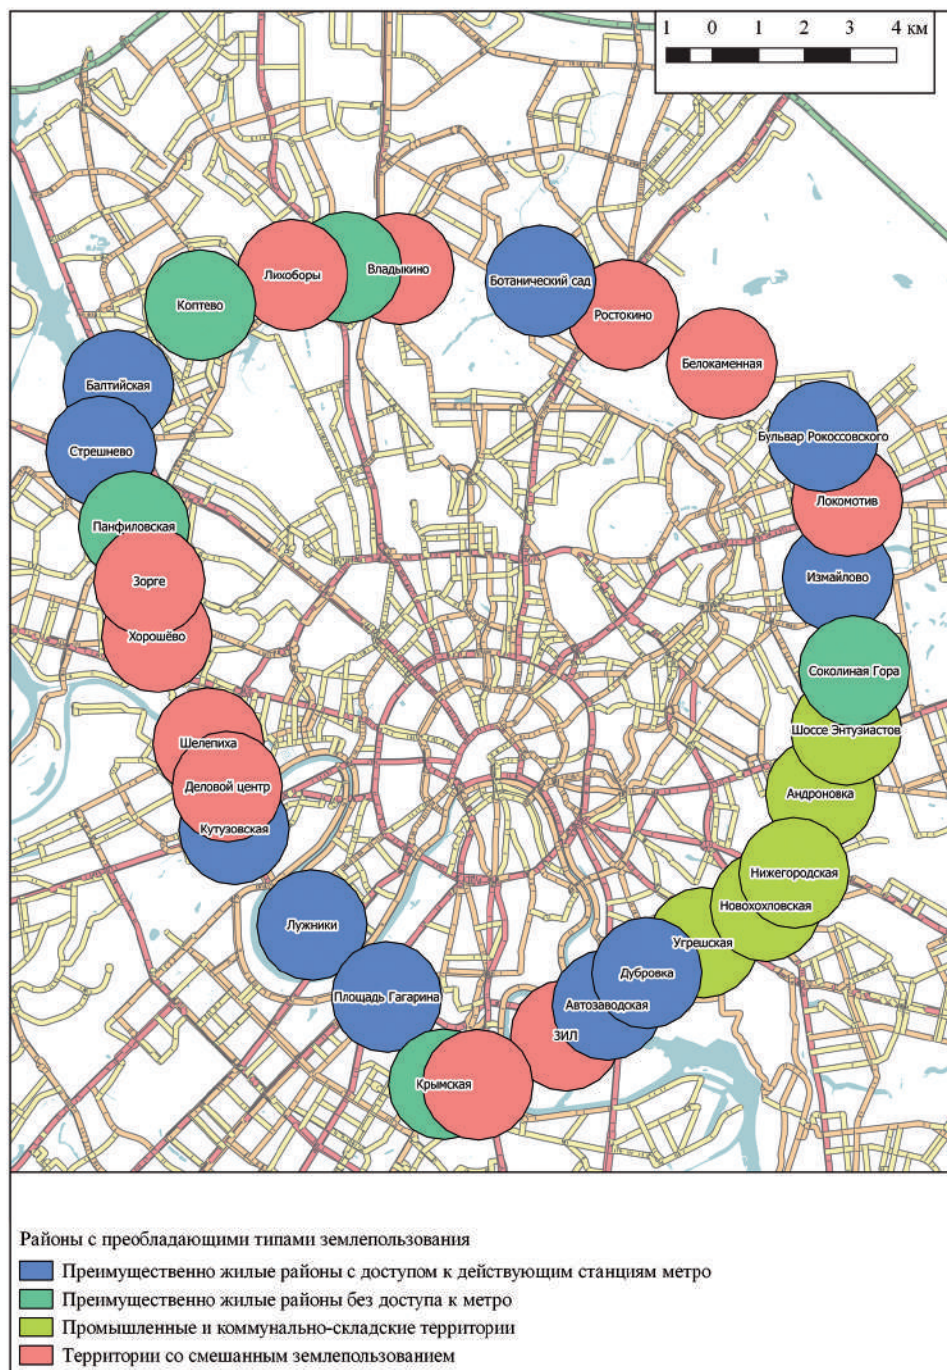 1 0 1 2 3 4 км
Лихоборы
Владыкино
Ботанический сад
Коптево
Ростокино
Белокаменная
Балтийская
Бульвар Рокоссовского
Стрешнево
Локомотив
Панфиловская
Зорге
Измайлово
Хорошёво
Соколиная Гора
Шоссе Энтузиастов
Шелепиха
Деловой центр
Андроновка
Кутузовская
Нижегородская
Новохохловская
Лужники
Угрешская
Дубровка
Площадь Гагарина
Автозаводская
ЗИЛ
Крымская
Районы с преобладающими типами землепользования
Преимущественно жилые районы с доступом к действующим станциям метро
Преимущественно жилые районы без доступа к метро
Промышленные и коммунально-складские территории
Территории со смешанным землепользованием